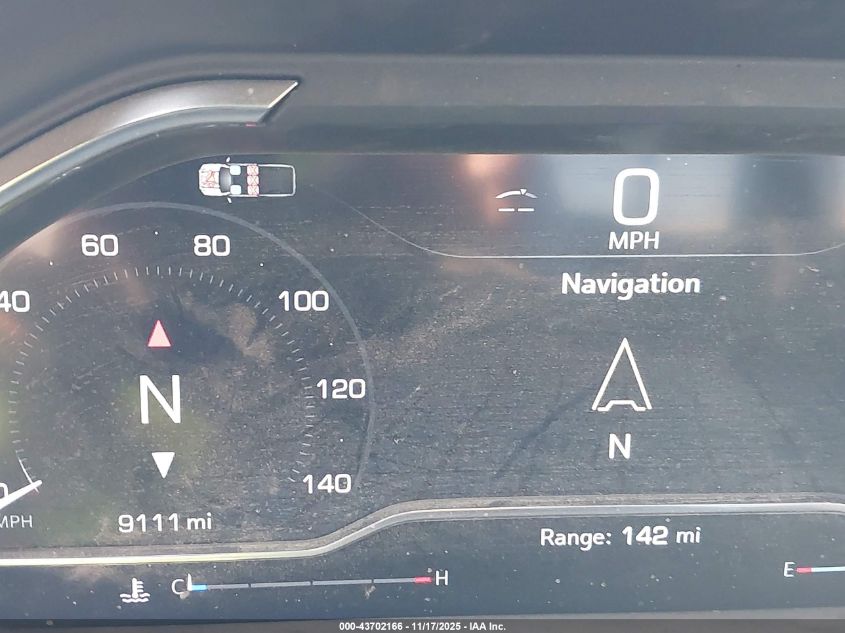 0
MPH
60
80
Navigation
40
100
120
N
N
140
0
MPH
9111 mi
Range: 142 mi
E
C
H
000-43702166 - 11/17/2025 - IAA Inc.